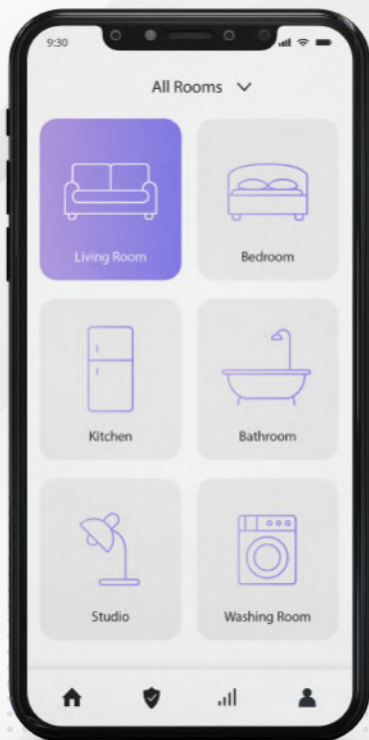 9:30
All Rooms
Living Room
Bedroom
Kitchen
Bathroom
Studio
Washing Room